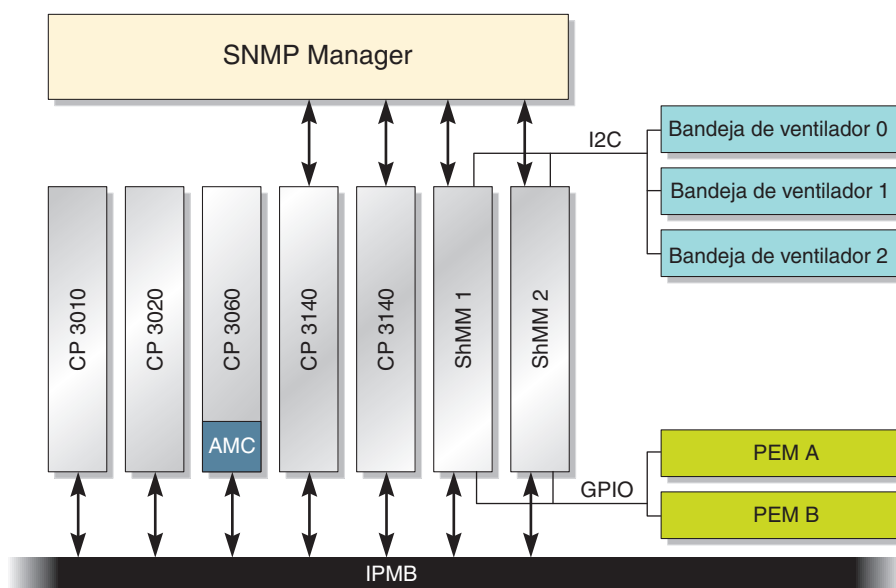 SNMP Manager
I2C
Bandeja de ventilador 0
Bandeja de ventilador 1
Bandeja de ventilador 2
CP 3010
CP 3020
CP 3060
CP 3140
CP 3140
ShMM 1
ShMM 2
AMC
GPIO
PEM A
PEM B
IPMB